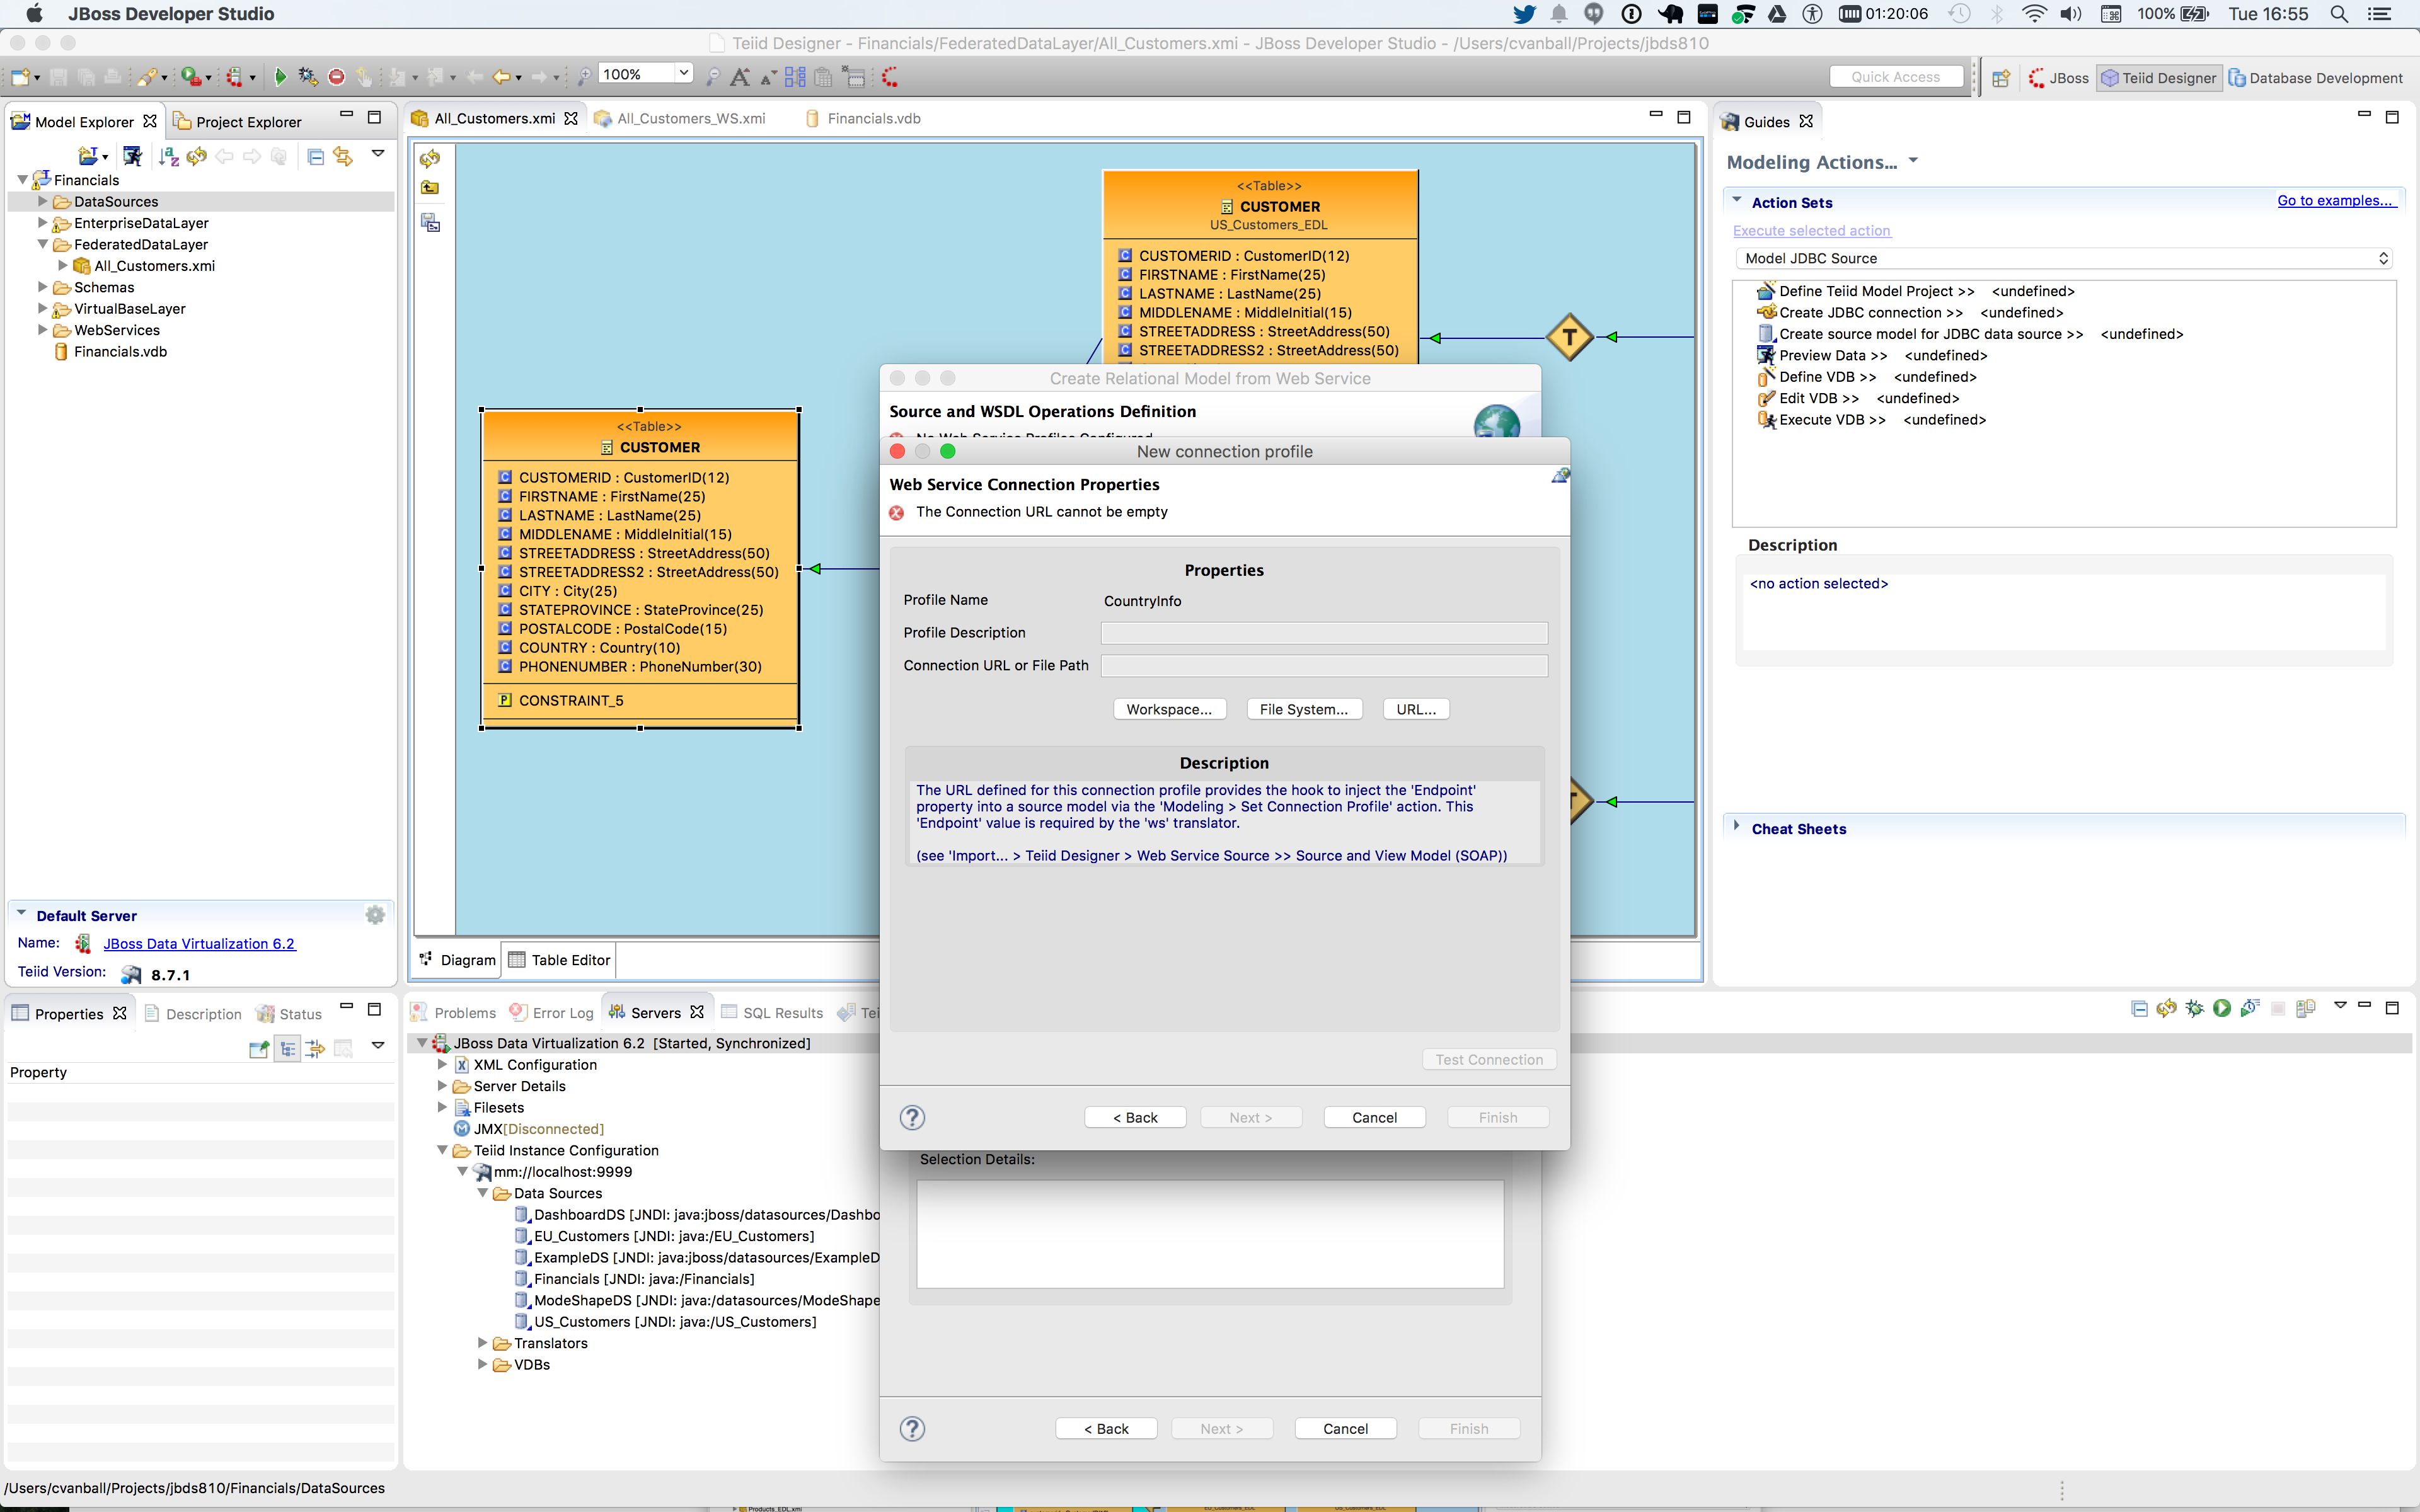 JBoss Developer Studio
01:20:06
100%
Tue 16:55
Teiid Designer - Financials/FederatedDataLayer/All_Customers.xmi - JBoss Developer Studio - /Users/cvanball/Projects/jbds810
100%
Quick Access
JBoss
Teiid Designer
Database Development
Model Explorer
Project Explorer
Financials
DataSources
EnterpriseDataLayer
FederatedDataLayer
All_Customers.xmi
Schemas
VirtualBaseLayer
WebServices
Financials.vdb
Default Server
Name: JBoss Data Virtualization 6.2
Teiid Version: 8.7.1
All_Customers.xmi
All_Customers_WS.xmi
Financials.vdb
<<Table>>
CUSTOMER
US_Customers_EDL
CUSTOMERID : CustomerID(12)
FIRSTNAME : FirstName(25)
LASTNAME : LastName(25)
MIDDLENAME : MiddleInitial(15)
STREETADDRESS : StreetAddress(50)
STREETADDRESS2 : StreetAddress(50)
T
<<Table>>
CUSTOMER
CUSTOMERID : CustomerID(12)
FIRSTNAME : FirstName(25)
LASTNAME : LastName(25)
MIDDLENAME : MiddleInitial(15)
STREETADDRESS : StreetAddress(50)
STREETADDRESS2 : StreetAddress(50)
CITY : City(25)
STATEPROVINCE : StateProvince(25)
POSTALCODE : PostalCode(15)
COUNTRY : Country(10)
PHONENUMBER : PhoneNumber(30)
CONSTRAINT_5
Diagram
Table Editor
Create Relational Model from Web Service
Source and WSDL Operations Definition
No Web Service Profiles Configured
New connection profile
Web Service Connection Properties
The Connection URL cannot be empty
Properties
Profile Name CountryInfo
Profile Description
Connection URL or File Path
Workspace... File System... URL...
Description
The URL defined for this connection profile provides the hook to inject the 'Endpoint'
property into a source model via the 'Modeling > Set Connection Profile' action. This
'Endpoint' value is required by the 'ws' translator.
(see 'Import... > Teiid Designer > Web Service Source >> Source and View Model (SOAP))
Test Connection
? < Back Next > Cancel Finish
Selection Details:
? < Back Next > Cancel Finish
Guides
Modeling Actions...
Action Sets
Go to examples...
Execute selected action
Model JDBC Source
Define Teiid Model Project >> <undefined>
Create JDBC connection >> <undefined>
Create source model for JDBC data source >> <undefined>
Preview Data >> <undefined>
Define VDB >> <undefined>
Edit VDB >> <undefined>
Execute VDB >> <undefined>
Description
<no action selected>
Cheat Sheets
Properties
Description
Status
Property
Problems
Error Log
Servers
SQL Results
Tei
JBoss Data Virtualization 6.2 [Started, Synchronized]
XML Configuration
Server Details
Filesets
JMX[Disconnected]
Teiid Instance Configuration
mm://localhost:9999
Data Sources
DashboardDS [JNDI: java:jboss/datasources/Dashbo
EU_Customers [JNDI: java:/EU_Customers]
ExampleDS [JNDI: java:jboss/datasources/ExampleD
Financials [JNDI: java:/Financials]
ModeShapeDS [JNDI: java:/datasources/ModeShape
US_Customers [JNDI: java:/US_Customers]
Translators
VDBs
/Users/cvanball/Projects/jbds810/Financials/DataSources